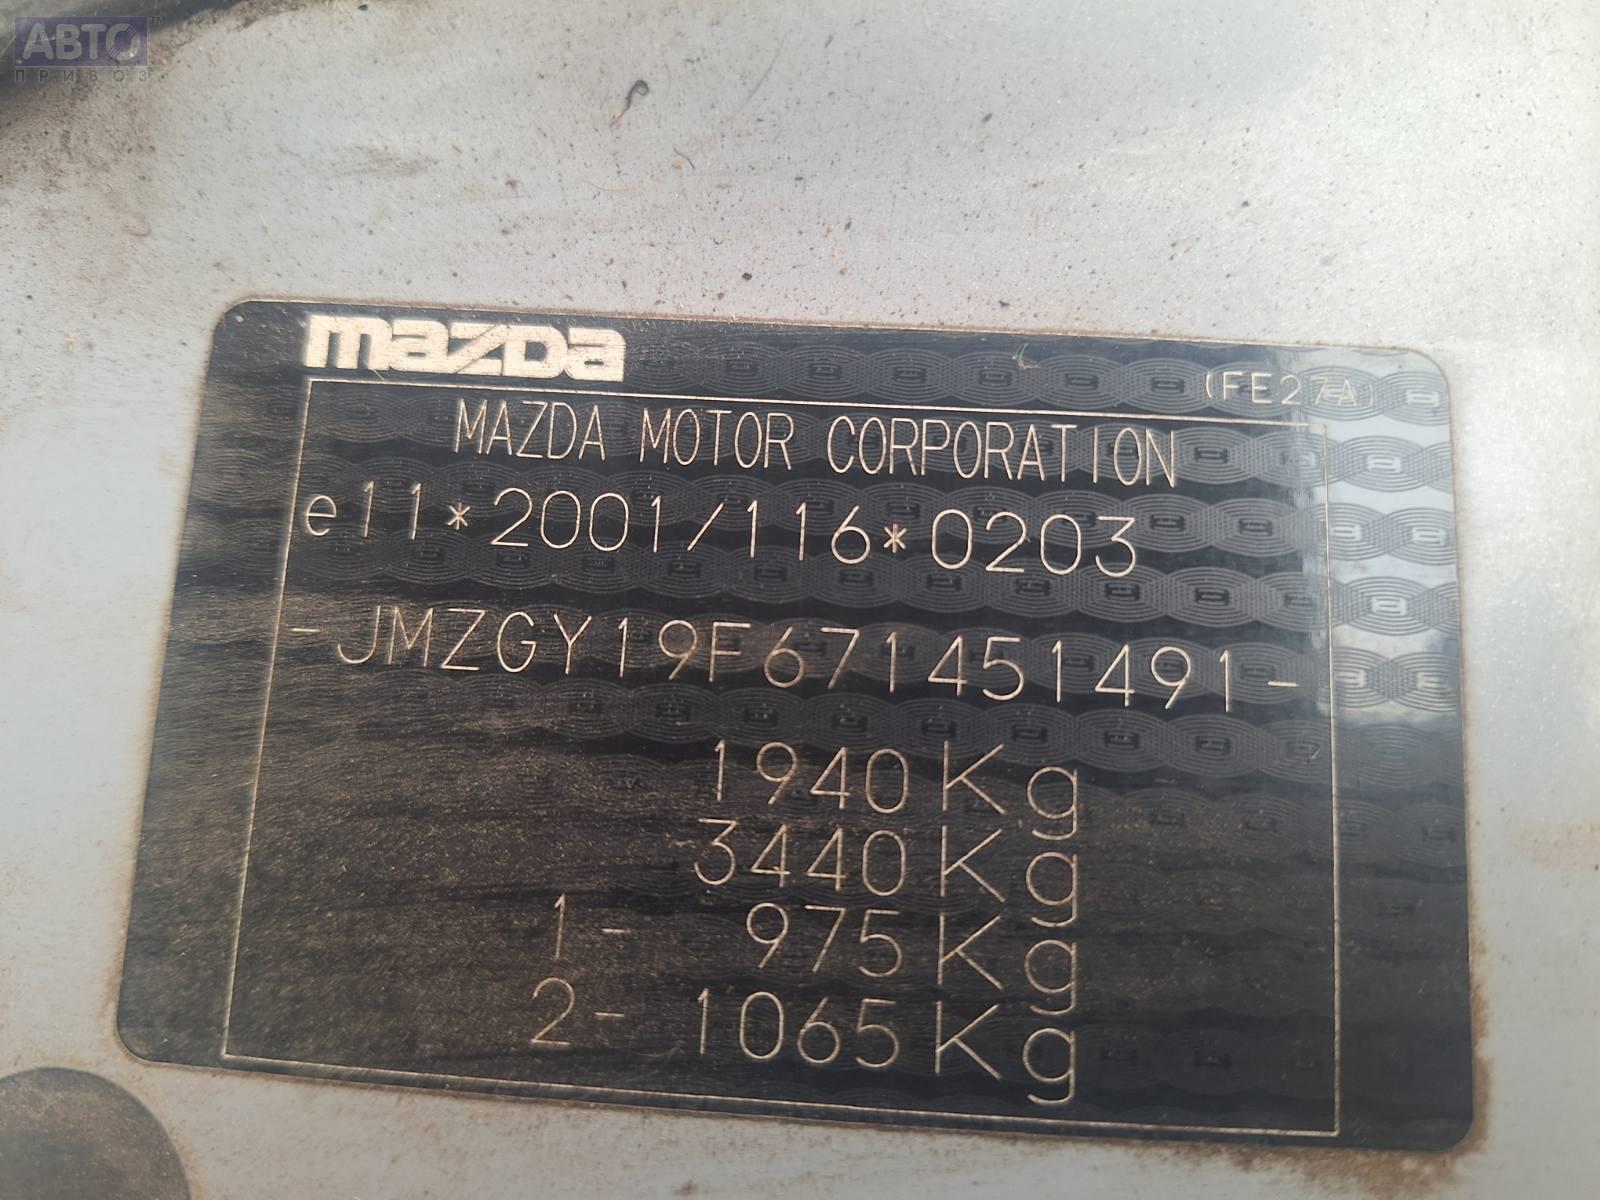 АВТО
ПРИВОЗ
mazda
(FE27A)
MAZDA MOTOR CORPORATION
e11*2001/116*0203
-JMZGY19F671451491-
1940Kg
3440Kg
1- 975Kg
2- 1065Kg